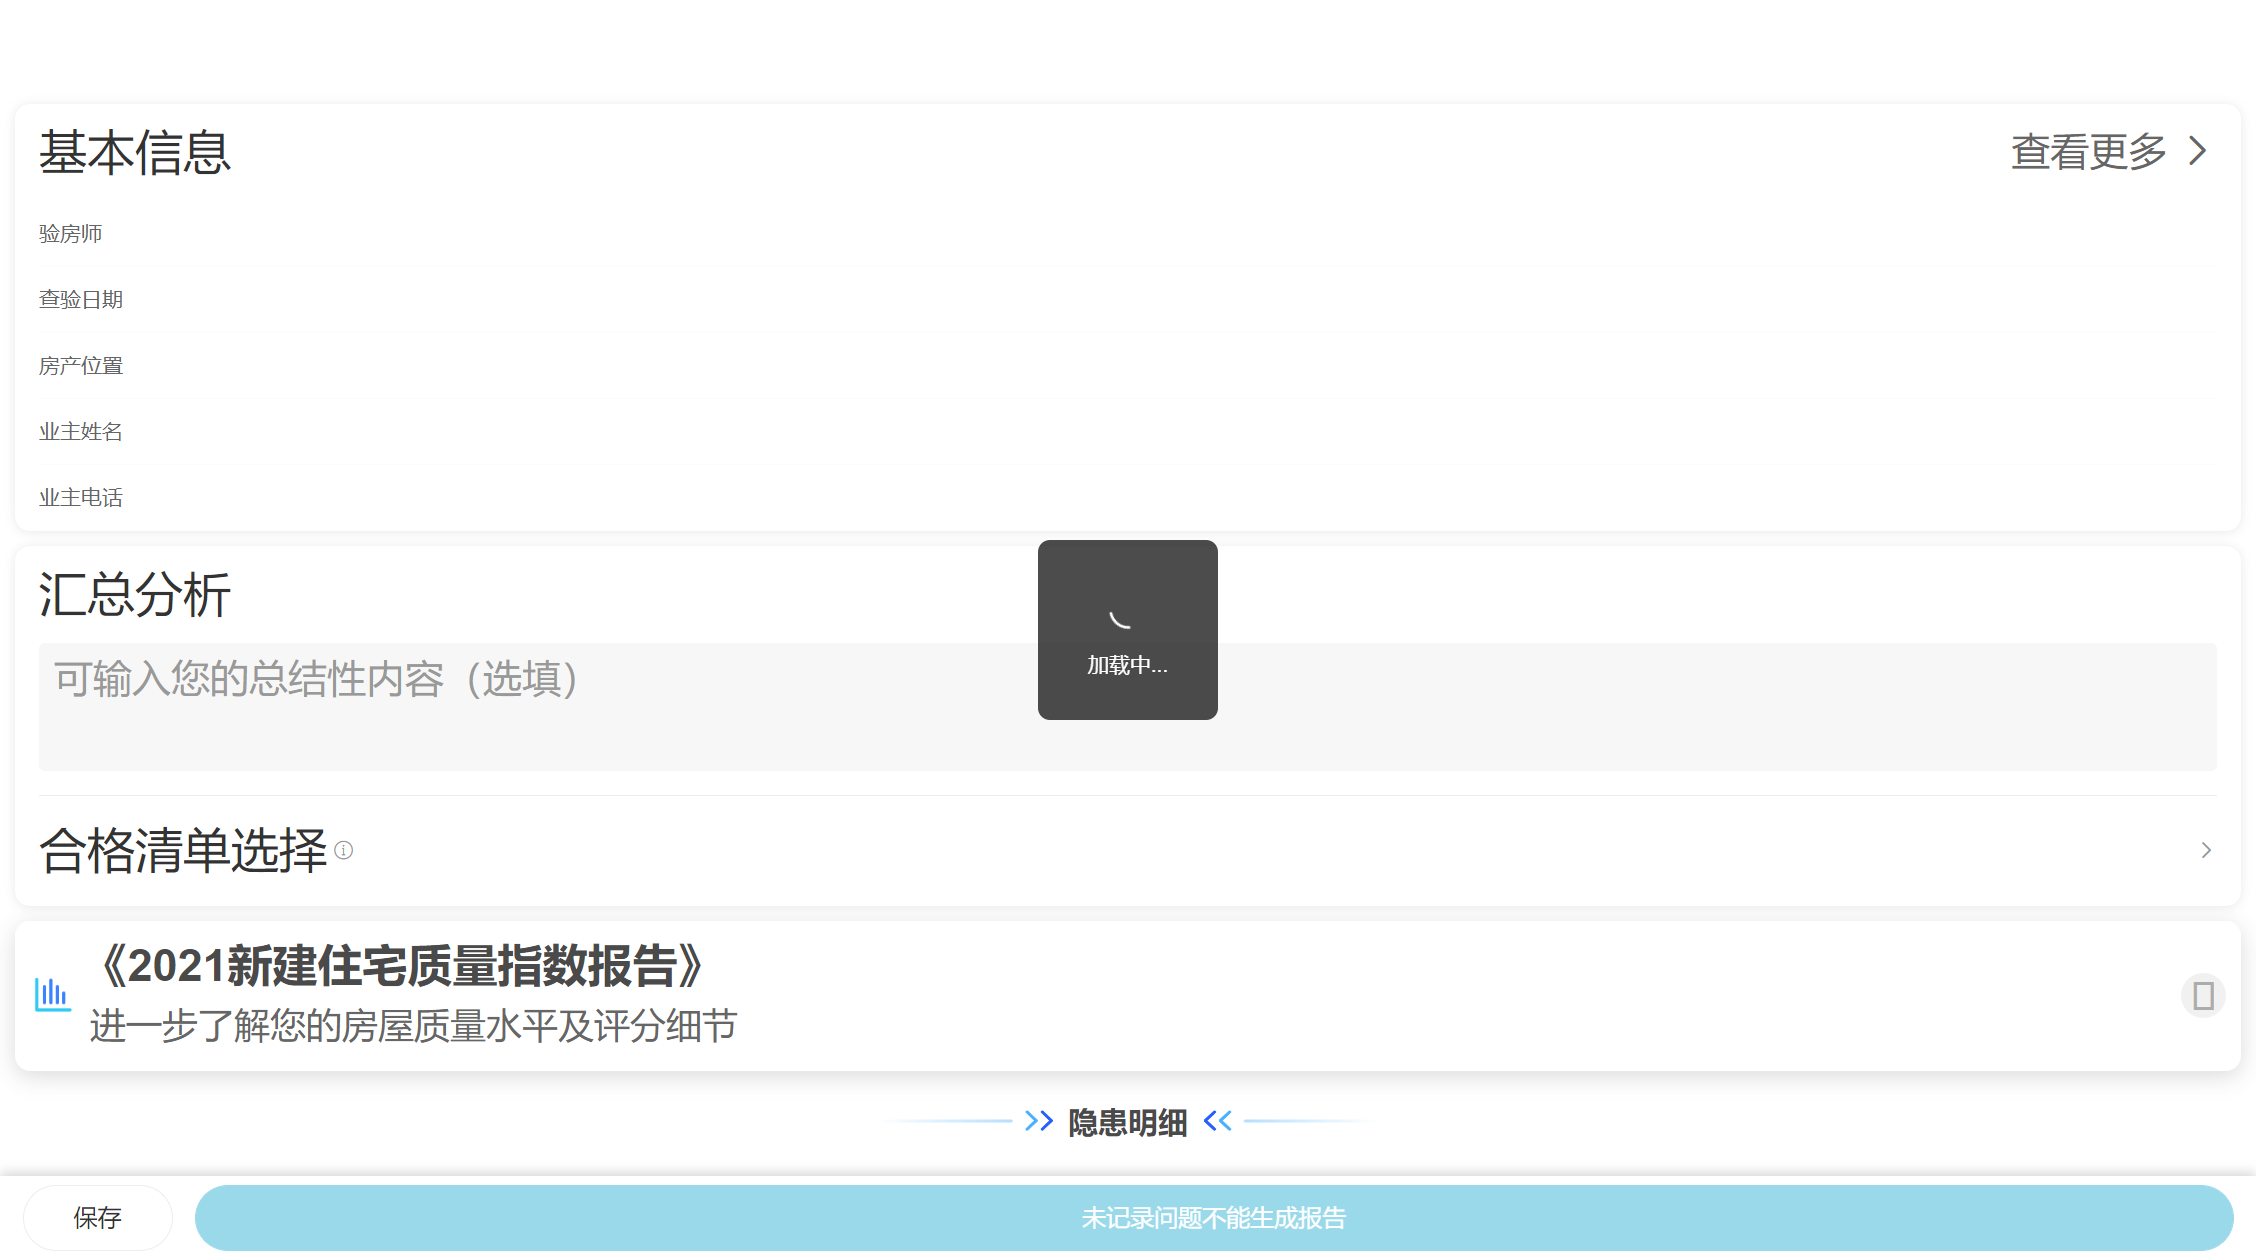 基本信息
查看更多
验房师
查验日期
房产位置
业主姓名
业主电话
汇总分析
可输入您的总结性内容（选填）
加载中...
合格清单选择
《2021新建住宅质量指数报告》
进一步了解您的房屋质量水平及评分细节
隐患明细
保存
未记录问题不能生成报告